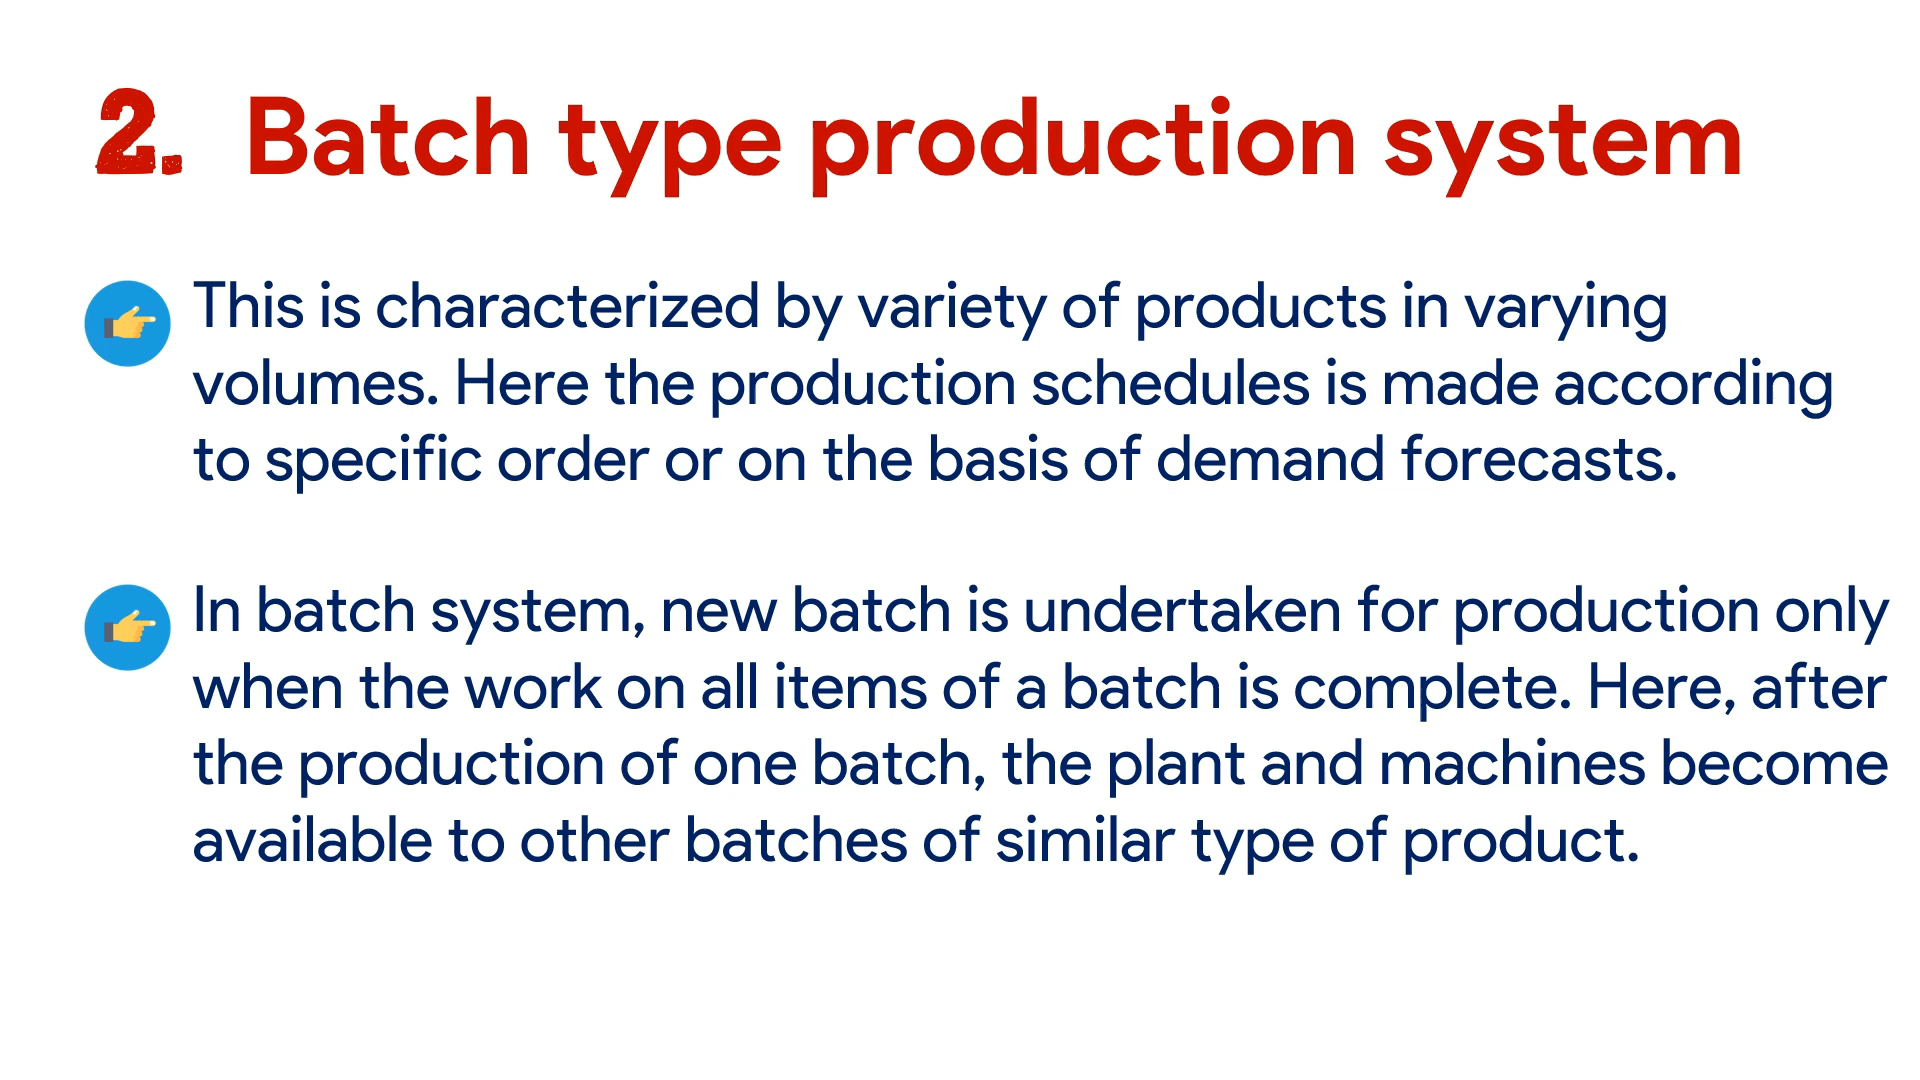 2. Batch type production system
This is characterized by variety of products in varying
volumes. Here the production schedules is made according
to specific order or on the basis of demand forecasts.
In batch system, new batch is undertaken for production only
when the work on all items of a batch is complete. Here, after
the production of one batch, the plant and machines become
available to other batches of similar type of product.